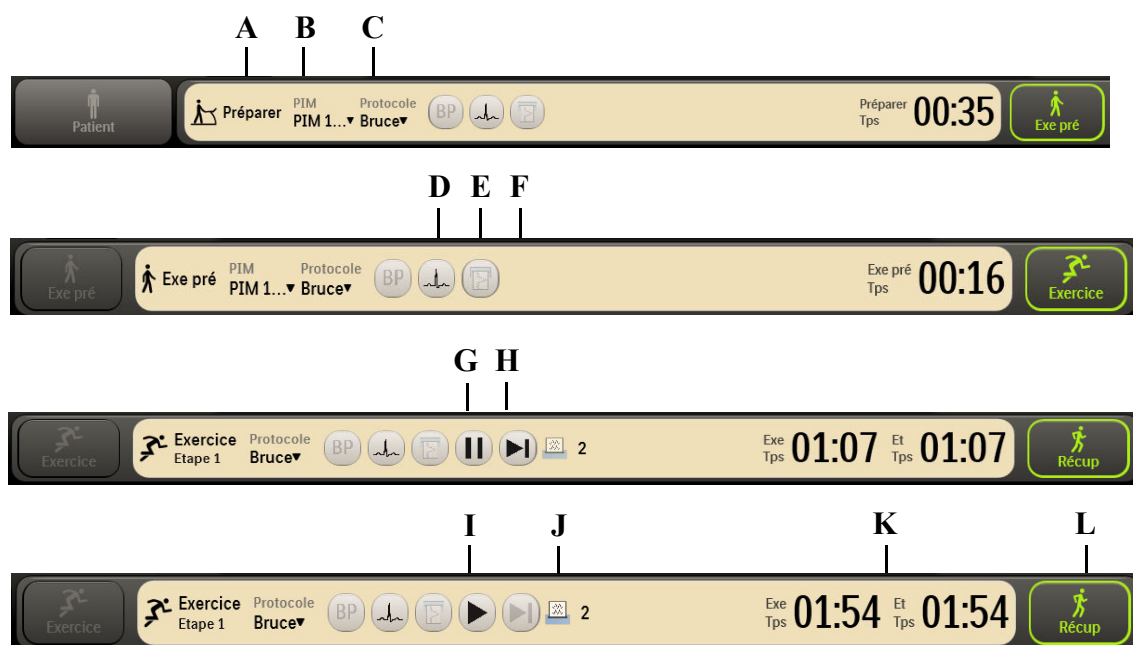 A B C
Patient
Préparer
PIM
PIM 1...▾
Protocole
Bruce▾
BP
Préparer
Tps
00:35
Exe pré
D E F
Exe pré
Exe pré
PIM
PIM 1...▾
Protocole
Bruce▾
BP
Exe pré
Tps
00:16
Exercice
G H
Exercice
Exercice
Etape 1
Protocole
Bruce▾
BP
2
Exe
Tps
01:07
Et
Tps
01:07
Récup
I J K L
Exercice
Exercice
Etape 1
Protocole
Bruce▾
BP
2
Exe
Tps
01:54
Et
Tps
01:54
Récup